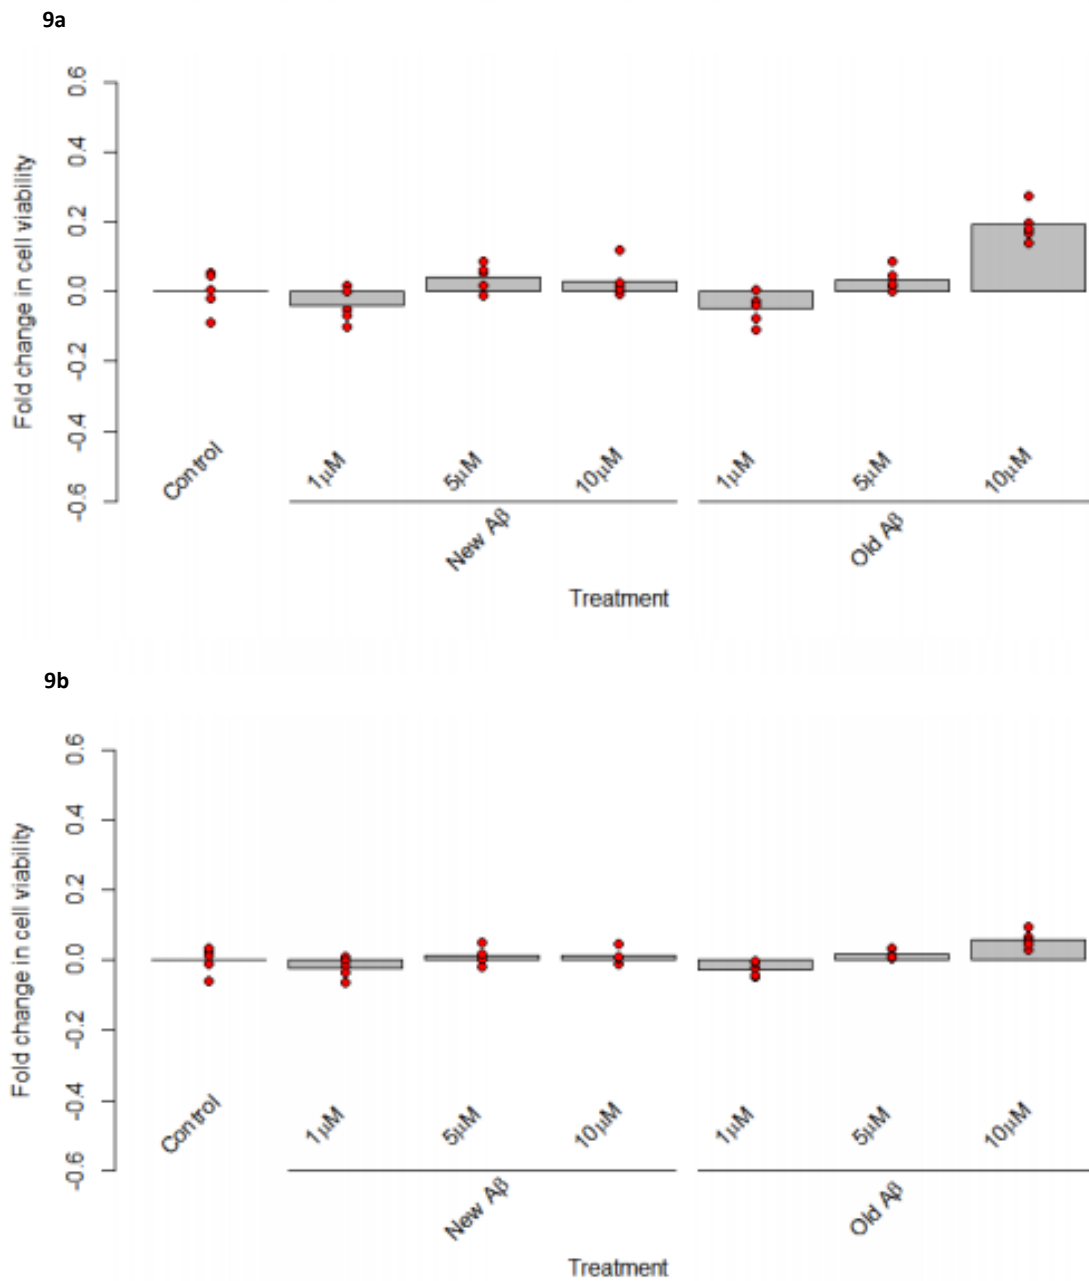 9a
Fold change in cell viability
0.6
0.4
0.2
0.0
-0.2
-0.4
-0.6
Control
1μM
5μM
10μM
1μM
5μM
10μM
New Aβ
Old Aβ
Treatment
9b
Fold change in cell viability
0.6
0.4
0.2
0.0
-0.2
-0.4
-0.6
Control
1μM
5μM
10μM
1μM
5μM
10μM
New Aβ
Old Aβ
Treatment